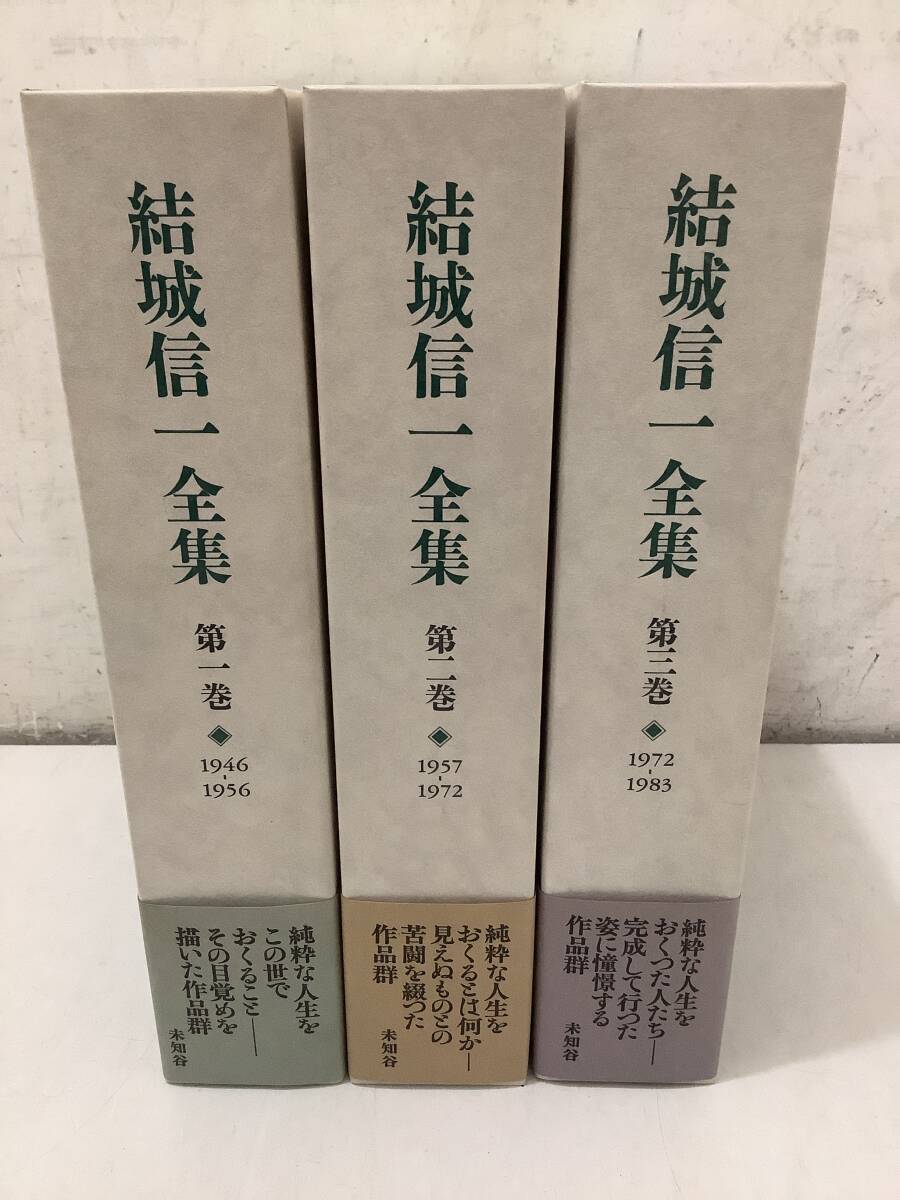 結城信一全集
第一巻
◈
1946
-
1956
純粋な人生を
この世で
おくること——
その目覚めを
描いた作品群
未知谷
結城信一全集
第二巻
◈
1957
-
1972
純粋な人生を
おくるとは何か——
見えぬものとの
苦闘を綴つた
作品群
未知谷
結城信一全集
第三巻
◈
1972
-
1983
純粋な人生を
おくつた人たち——
完成して行つた
姿に憧憬する
作品群
未知谷